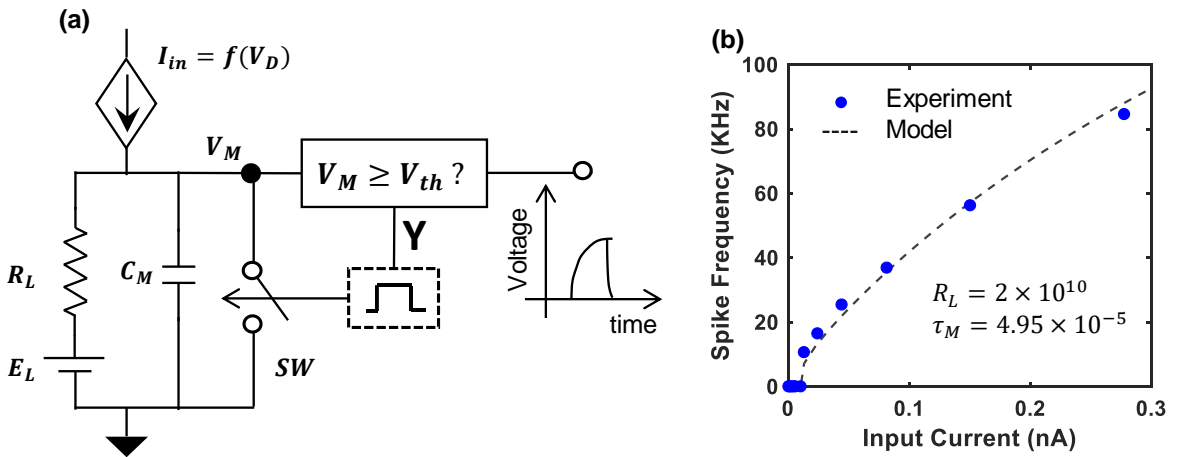 (a)
I_in = f(V_D)
V_M
V_M ≥ V_th ?
Y
R_L
C_M
E_L
SW
Voltage
time
(b)
Spike Frequency (KHz)
100
80
60
40
20
0
Experiment
Model
R_L = 2 × 10^10
τ_M = 4.95 × 10^-5
0
0.1
0.2
0.3
Input Current (nA)